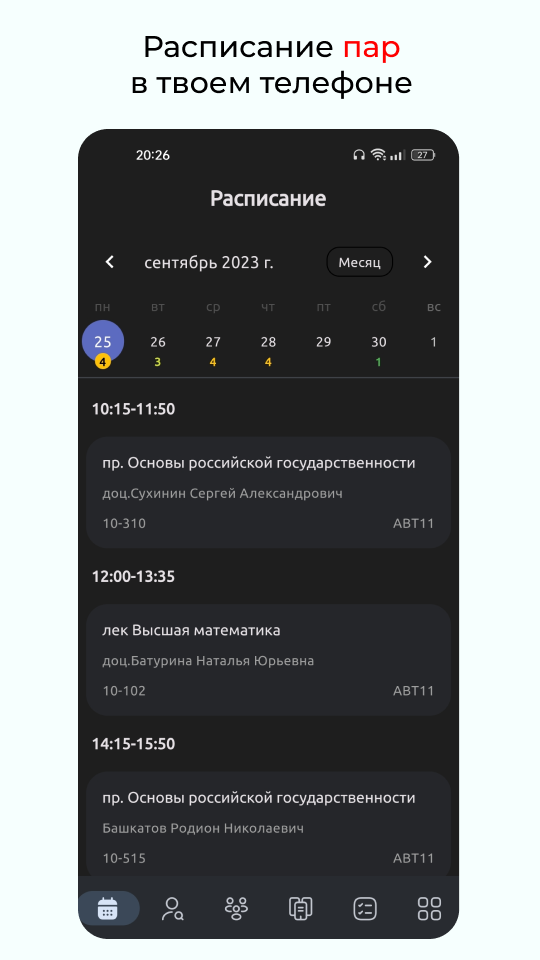 Расписание пар
в твоем телефоне
20:26
27
Расписание
сентябрь 2023 г.
Месяц
пн вт ср чт пт сб вс
25 26 27 28 29 30 1
4 3 4 4 1
10:15-11:50
пр. Основы российской государственности
доц.Сухинин Сергей Александрович
10-310 АВТ11
12:00-13:35
лек Высшая математика
доц.Батурина Наталья Юрьевна
10-102 АВТ11
14:15-15:50
пр. Основы российской государственности
Башкатов Родион Николаевич
10-515 АВТ11